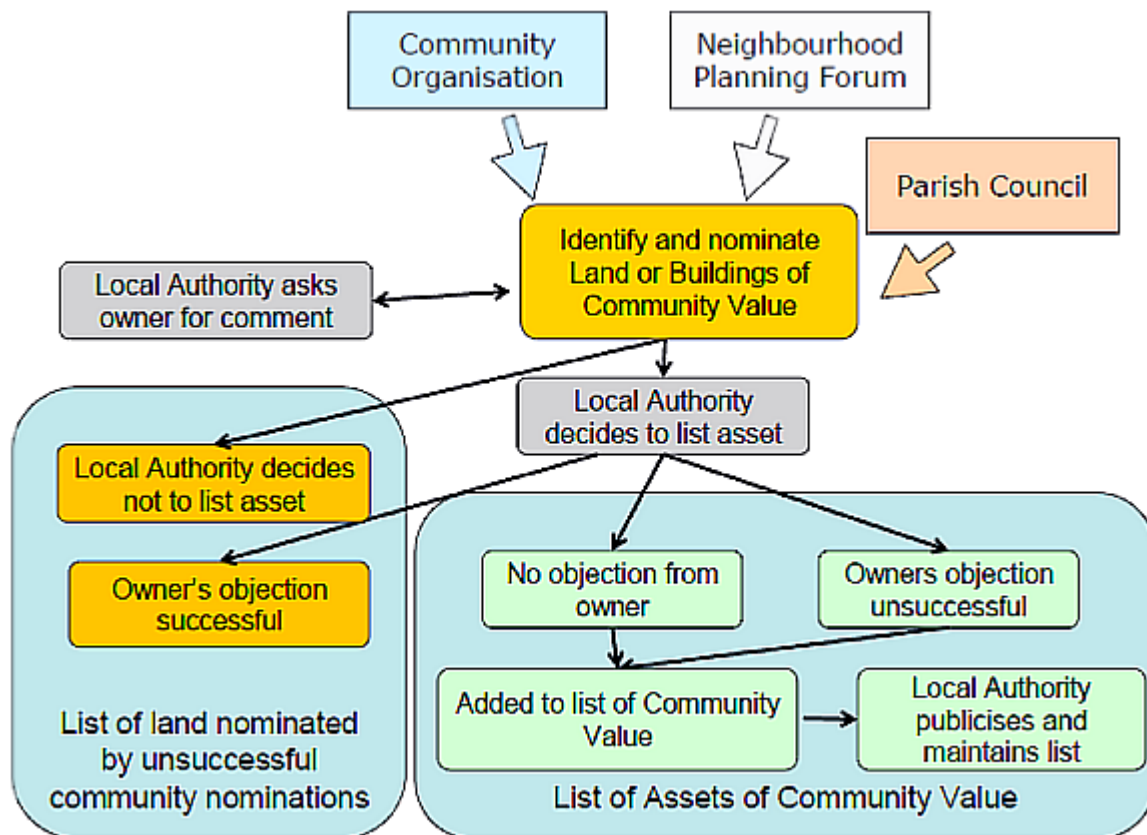 Community
Organisation
Neighbourhood
Planning Forum
Parish Council
Identify and nominate
Land or Buildings of
Community Value
Local Authority asks
owner for comment
Local Authority
decides to list asset
Local Authority decides
not to list asset
Owner's objection
successful
No objection from
owner
Owners objection
unsuccessful
Added to list of Community
Value
Local Authority
publicises and
maintains list
List of land nominated
by unsuccessful
community nominations
List of Assets of Community Value